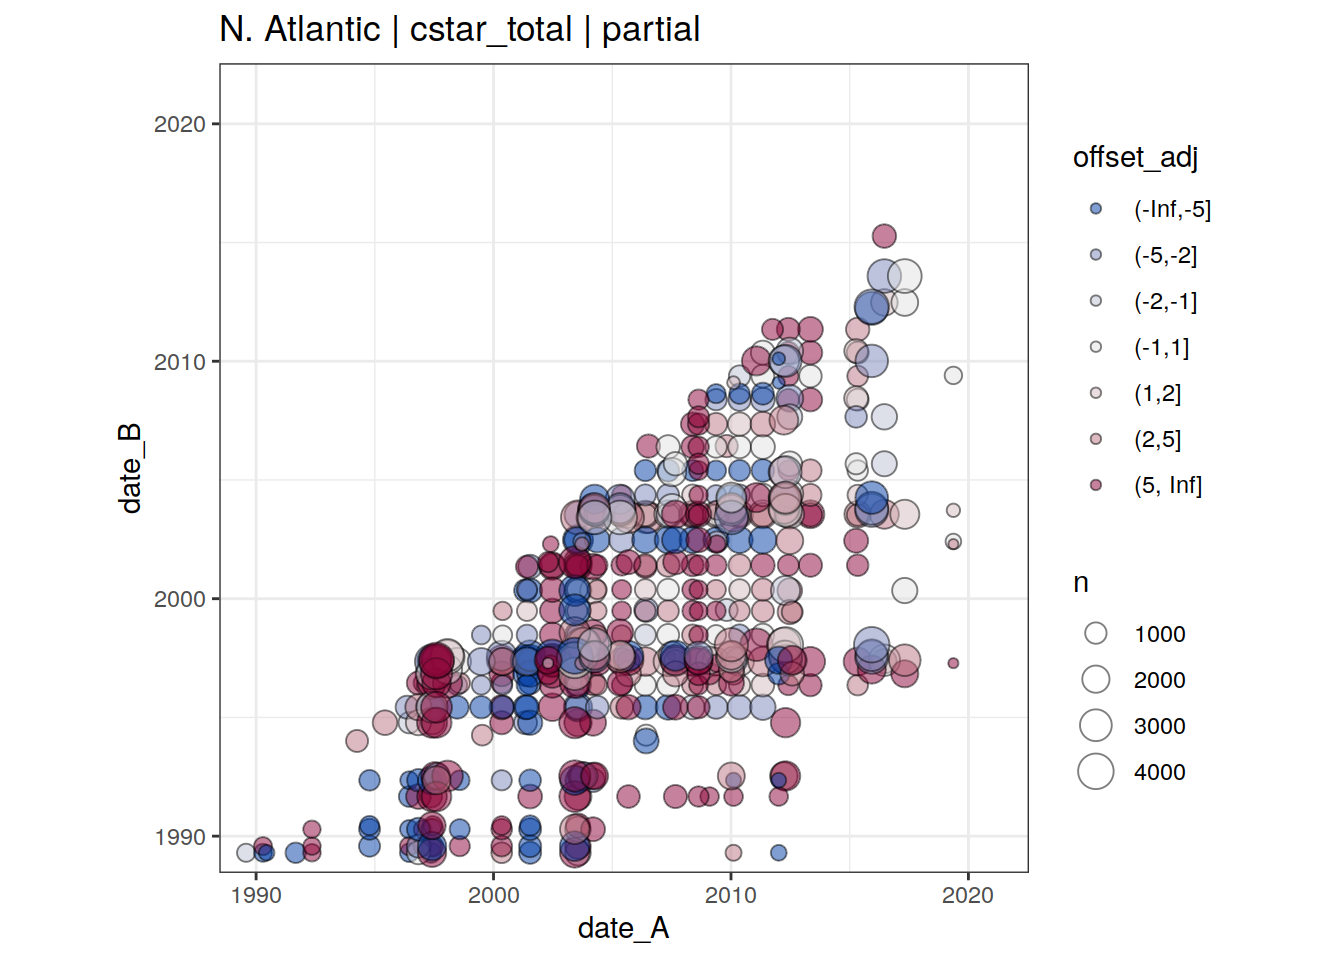 N. Atlantic | cstar_total | partial
date_B
2020
2010
2000
1990
1990 2000 2010 2020
date_A
offset_adj
(-Inf,-5]
(-5,-2]
(-2,-1]
(-1,1]
(1,2]
(2,5]
(5, Inf]
n
1000
2000
3000
4000